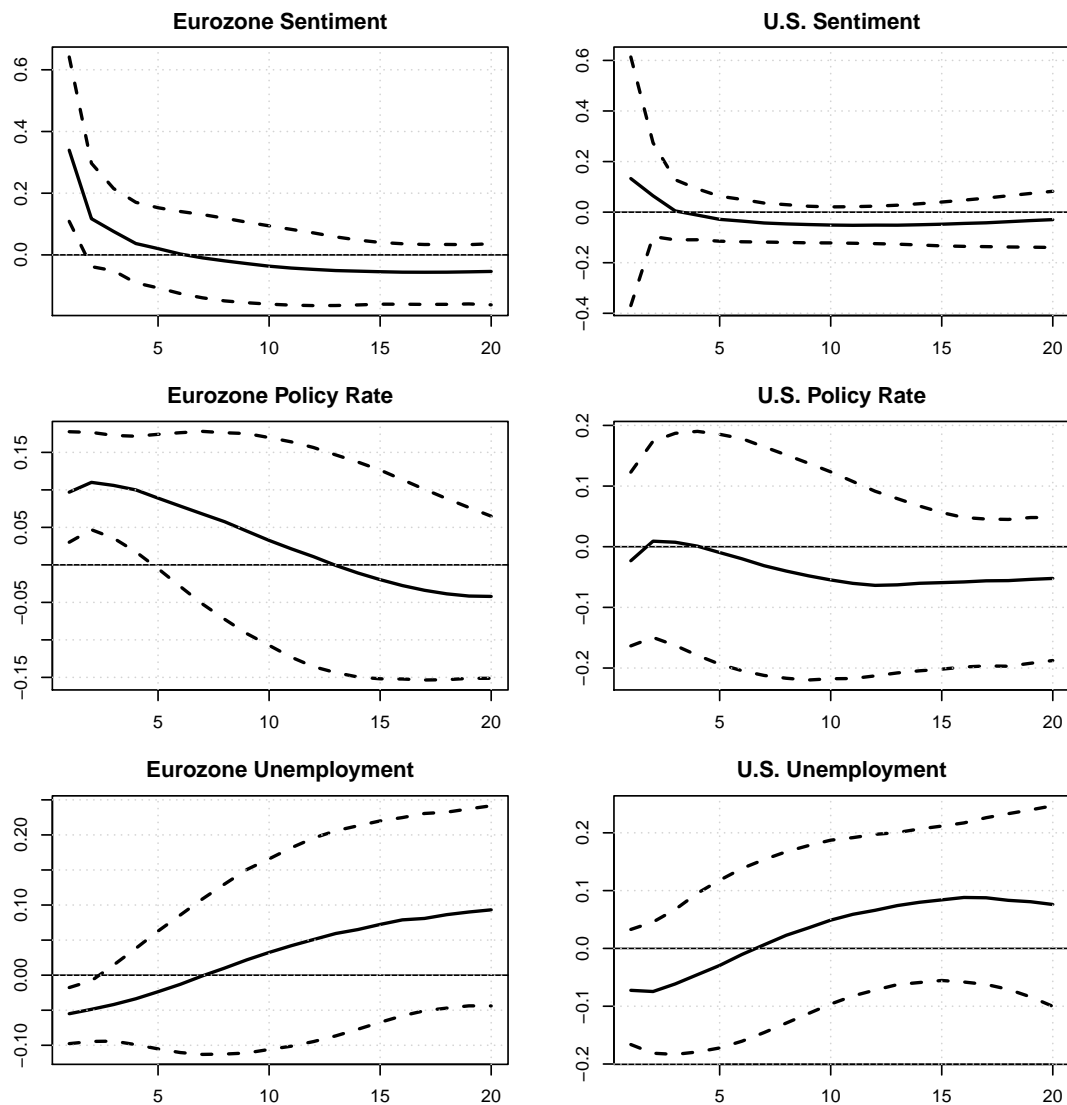 Eurozone Sentiment
0.6
0.4
0.2
0.0
5 10 15 20
U.S. Sentiment
0.6
0.4
0.2
0.0
−0.2
−0.4
5 10 15 20
Eurozone Policy Rate
0.15
0.05
−0.05
−0.15
5 10 15 20
U.S. Policy Rate
0.2
0.1
0.0
−0.1
−0.2
5 10 15 20
Eurozone Unemployment
0.20
0.10
0.00
−0.10
5 10 15 20
U.S. Unemployment
0.2
0.1
0.0
−0.1
−0.2
5 10 15 20